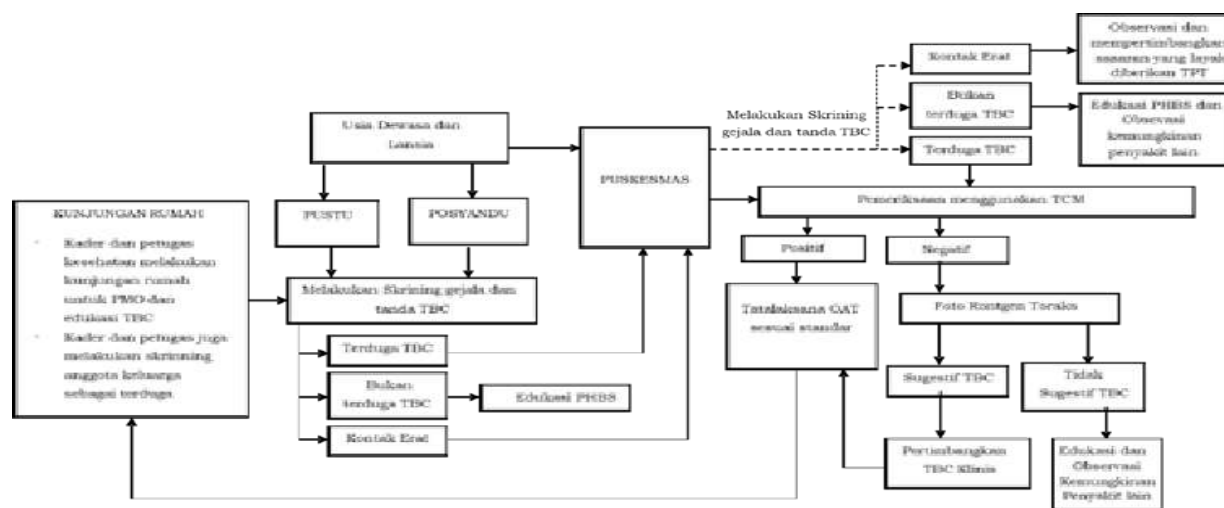 Usia Dewasa dan
Lansia
PUSTU
POSYANDU
KUNJUNGAN RUMAH
Kader dan petugas
kesehatan melakukan
kunjungan rumah
untuk PMO dan
edukasi TBC
Kader dan petugas juga
melakukan skrinning
anggota keluarga
sebagai terduga
Melakukan Skrining gejala dan
tanda TBC
Terduga TBC
Bukan
terduga TBC
Edukasi PHBS
Kontak Erat
PUSKESMAS
Melakukan Skrining
gejala dan tanda TBC
Kontak Erat
Observasi dan
mempertimbangkan
sasaran yang layak
diberikan TPT
Bukan
terduga TBC
Edukasi PHBS dan
Observasi
kemungkinan
penyakit lain
Terduga TBC
Pemeriksaan menggunakan TCM
Positif
Negatif
Tatalaksana OAT
sesuai standar
Foto Rontgen Toraks
Sugestif TBC
Tidak
Sugestif TBC
Pertimbangkan
TBC Klinis
Edukasi dan
Observasi
Kemungkinan
Penyakit lain